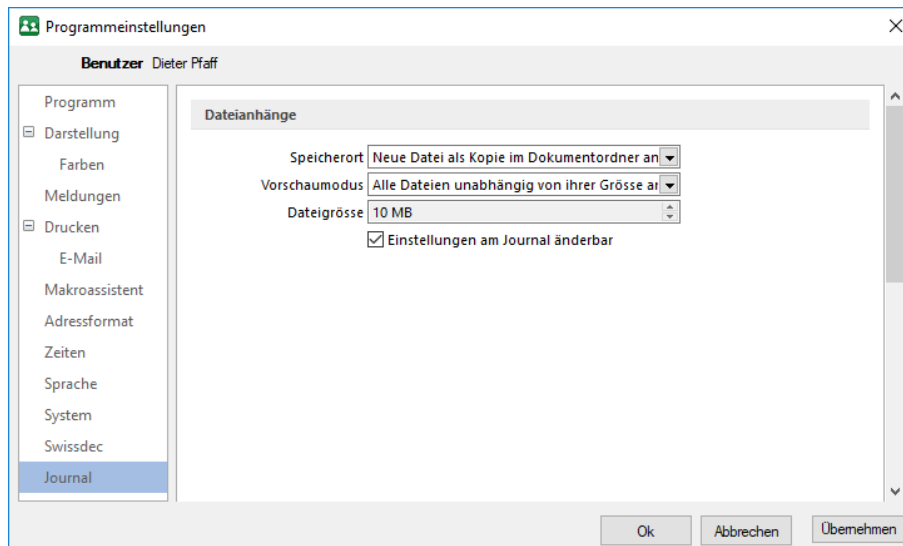 Programmeinstellungen
Benutzer Dieter Pfaff
Programm
Darstellung
Farben
Meldungen
Drucken
E-Mail
Makroassistent
Adressformat
Zeiten
Sprache
System
Swissdec
Journal
Dateianhänge
Speicherort Neue Datei als Kopie im Dokumentordner an
Vorschaumodus Alle Dateien unabhängig von ihrer Grösse ar
Dateigrösse 10 MB
Einstellungen am Journal änderbar
Ok Abbrechen Übernehmen